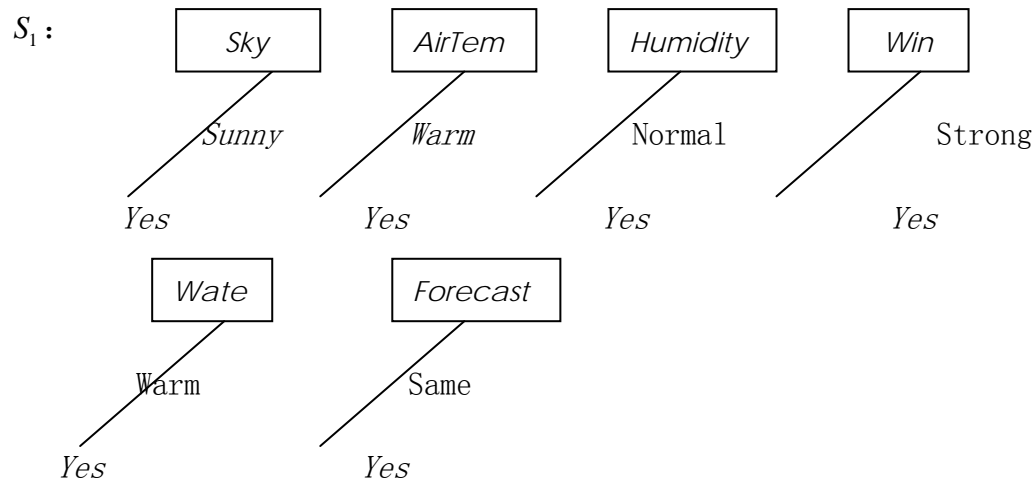 S₁：
Sky AirTem Humidity Win
Sunny Warm Normal Strong
Yes Yes Yes Yes
Wate Forecast
Warm Same
Yes Yes